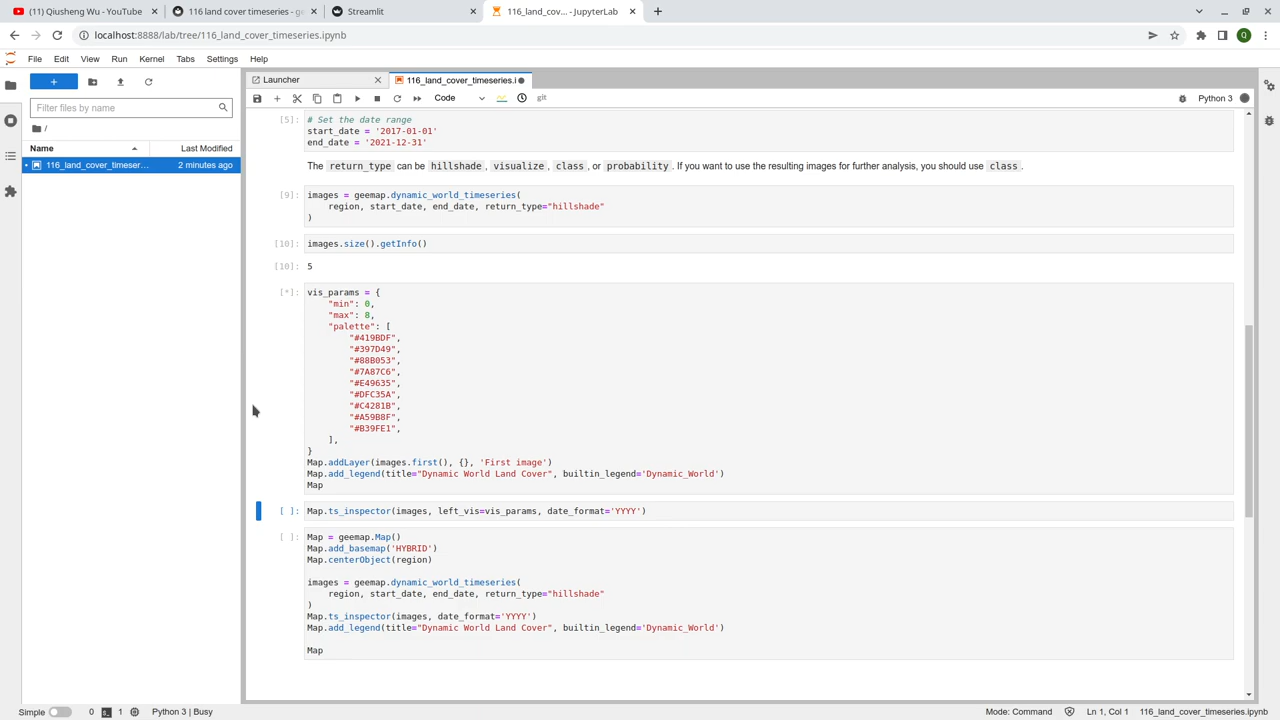 (11) Qiusheng Wu - YouTube
116 land cover timeseries - ge
Streamlit
116_land_cov... - JupyterLab
localhost:8888/lab/tree/116_land_cover_timeseries.ipynb
Q
File Edit View Run Kernel Tabs Settings Help
Filter files by name
/
Name Last Modified
116_land_cover_timeser... 2 minutes ago
Launcher
116_land_cover_timeseries.i
Code
git
Python 3
[5]: # Set the date range
start_date = '2017-01-01'
end_date = '2021-12-31'
The return_type can be hillshade , visualize , class , or probability . If you want to use the resulting images for further analysis, you should use class .
[9]: images = geemap.dynamic_world_timeseries(
region, start_date, end_date, return_type="hillshade"
)
[10]: images.size().getInfo()
[10]: 5
[*]: vis_params = {
"min": 0,
"max": 8,
"palette": [
"#419BDF",
"#397D49",
"#88B053",
"#7A87C6",
"#E49635",
"#DFC35A",
"#C4281B",
"#A59B8F",
"#B39FE1",
],
}
Map.addLayer(images.first(), {}, 'First image')
Map.add_legend(title="Dynamic World Land Cover", builtin_legend='Dynamic_World')
Map
[ ]: Map.ts_inspector(images, left_vis=vis_params, date_format='YYYY')
[ ]: Map = geemap.Map()
Map.add_basemap('HYBRID')
Map.centerObject(region)
images = geemap.dynamic_world_timeseries(
region, start_date, end_date, return_type="hillshade"
)
Map.ts_inspector(images, date_format='YYYY')
Map.add_legend(title="Dynamic World Land Cover", builtin_legend='Dynamic_World')
Map
Simple 0 1 Python 3 | Busy Mode: Command Ln 1, Col 1 116_land_cover_timeseries.ipynb